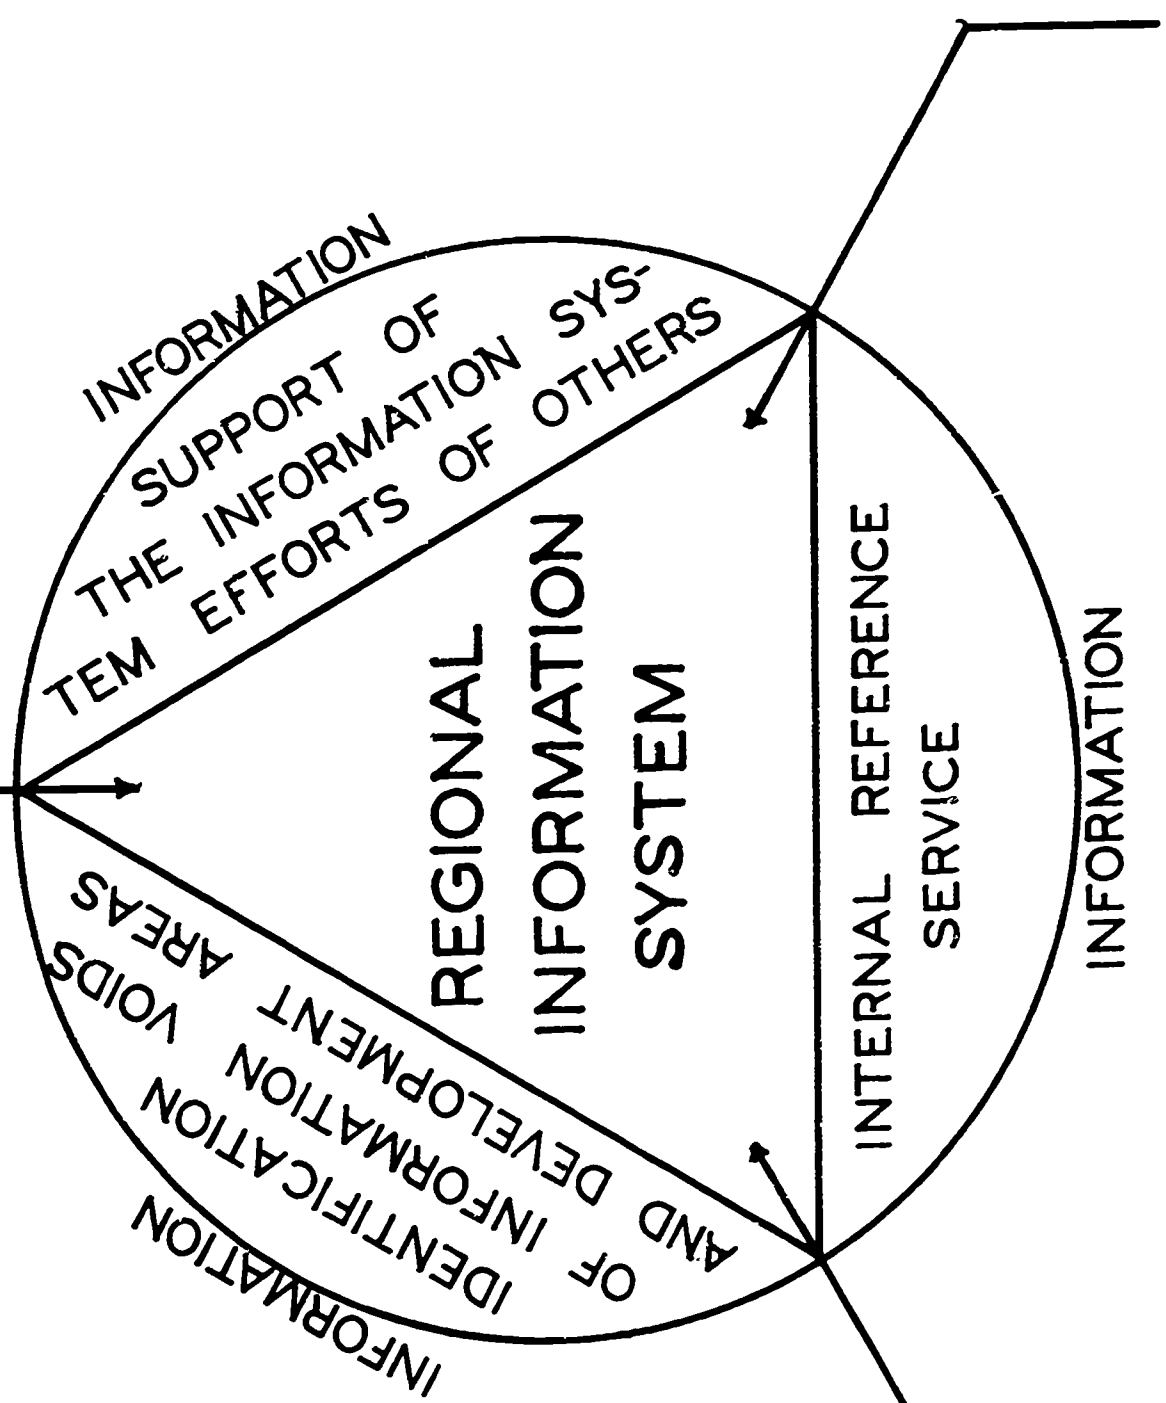 INFORMATION
SUPPORT OF
THE INFORMATION SYS-
TEM EFFORTS OF OTHERS
REGIONAL
INFORMATION
SYSTEM
INTERNAL REFERENCE
SERVICE
INFORMATION
IDENTIFICATION
OF INFORMATION VOIDS
AND DEVELOPMENT AREAS
INFORMATION